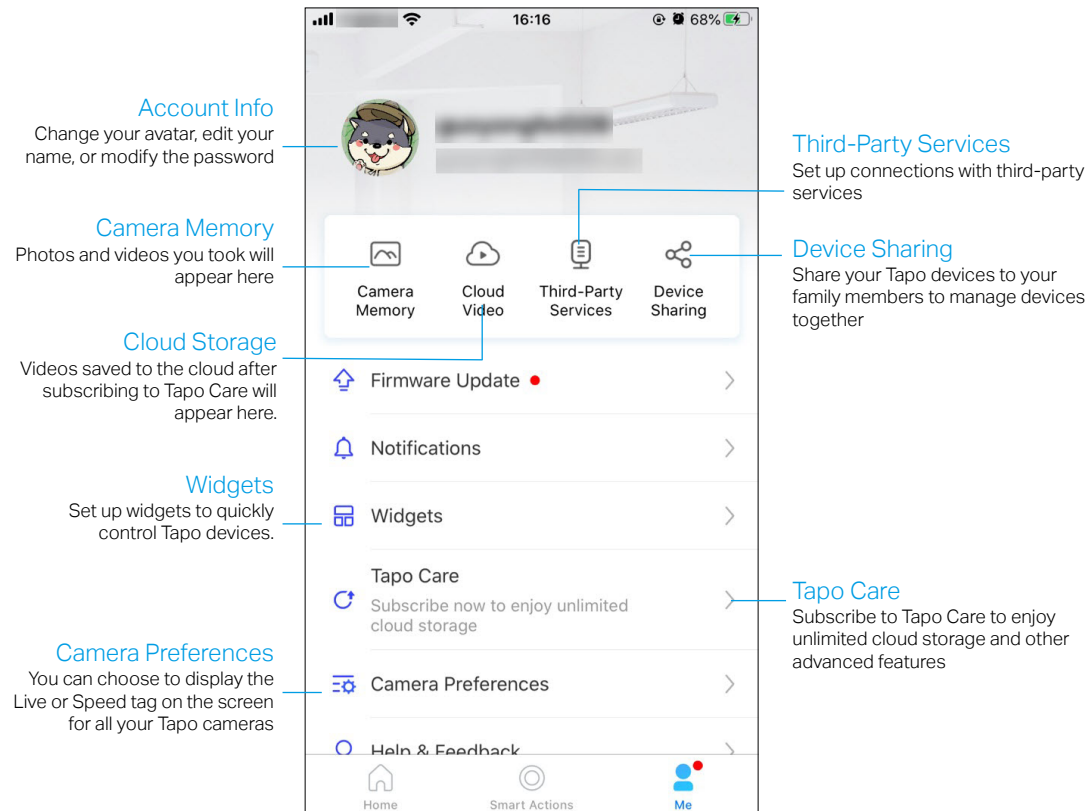 16:16
68%
Account Info
Change your avatar, edit your
name, or modify the password
Camera Memory
Photos and videos you took will
appear here
Cloud Storage
Videos saved to the cloud after
subscribing to Tapo Care will
appear here.
Widgets
Set up widgets to quickly
control Tapo devices.
Camera Preferences
You can choose to display the
Live or Speed tag on the screen
for all your Tapo cameras
Camera
Memory
Cloud
Video
Third-Party
Services
Device
Sharing
Firmware Update
Notifications
Widgets
Tapo Care
Subscribe now to enjoy unlimited
cloud storage
Camera Preferences
Help & Feedback
Home
Smart Actions
Me
Third-Party Services
Set up connections with third-party
services
Device Sharing
Share your Tapo devices to your
family members to manage devices
together
Tapo Care
Subscribe to Tapo Care to enjoy
unlimited cloud storage and other
advanced features